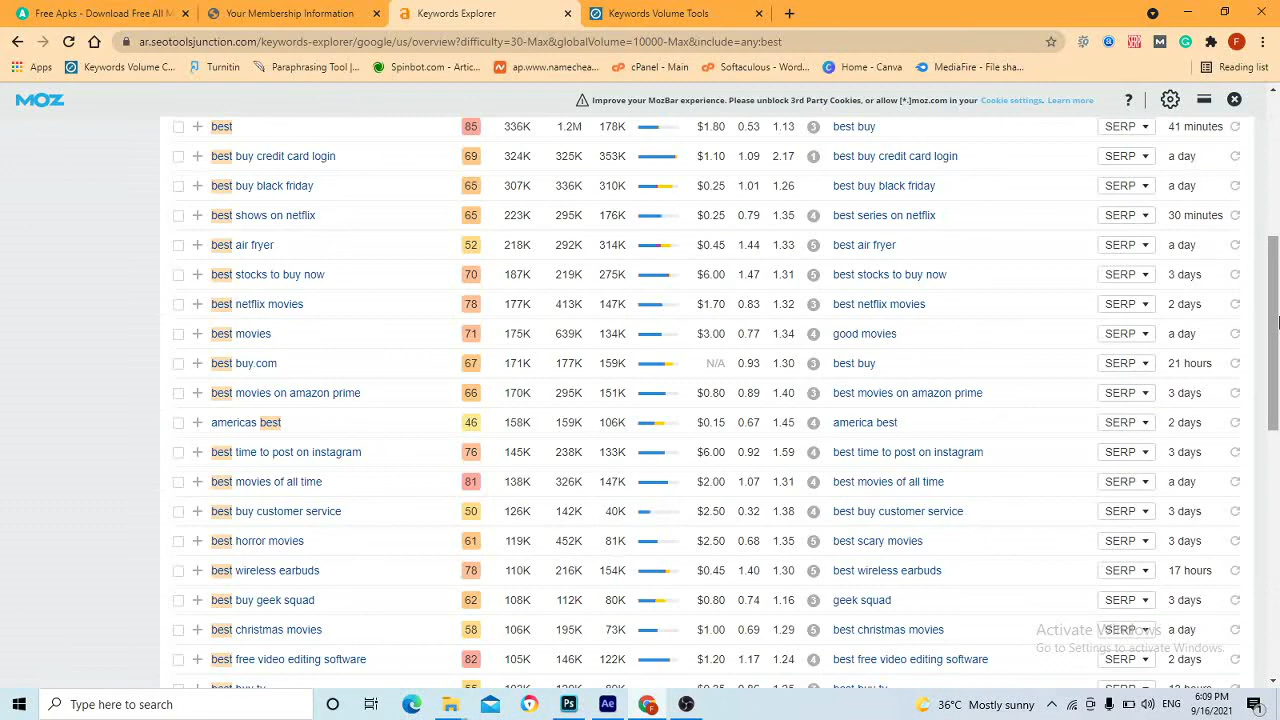 Free Apks - Download Free All M
Your Membership Information
Keywords Explorer
Keywords Volume Tools
ar.seotoolsjunction.com/keywords-explorer/google/us/overview?difficulty=30-Max&globalVolume=10000-Max&include=any:best
Apps Keywords Volume C... Turnitin Paraphrasing Tool |... Spinbot.com - Artic... ap.www.namechea... cPanel - Main Softaculous - Word... Home - Canva MediaFire - File sha... Reading list
MOZ Improve your MozBar experience. Please unblock 3rd Party Cookies, or allow [*.]moz.com in your Cookie settings. Learn more ?
best 85 336K 1.2M 178K $1.80 0.53 1.13 3 best buy SERP 41 minutes
best buy credit card login 69 324K 325K 353K $1.10 1.09 2.17 1 best buy credit card login SERP a day
best buy black friday 65 307K 336K 310K $0.25 1.01 1.26 best buy black friday SERP a day
best shows on netflix 65 223K 295K 176K $0.25 0.79 1.35 4 best series on netflix SERP 30 minutes
best air fryer 52 218K 292K 314K $0.45 1.44 1.33 5 best air fryer SERP a day
best stocks to buy now 70 187K 219K 275K $6.00 1.47 1.31 5 best stocks to buy now SERP 3 days
best netflix movies 78 177K 413K 147K $1.70 0.83 1.32 3 best netflix movies SERP 2 days
best movies 71 175K 639K 134K $3.00 0.77 1.34 4 good movies SERP a day
best buy.com 67 171K 177K 159K N/A 0.93 1.30 3 best buy SERP 21 hours
best movies on amazon prime 66 170K 295K 151K $0.80 0.89 1.40 3 best movies on amazon prime SERP 3 days
americas best 46 158K 159K 106K $0.15 0.67 1.45 4 america best SERP 2 days
best time to post on instagram 76 145K 238K 133K $6.00 0.92 1.59 4 best time to post on instagram SERP 3 days
best movies of all time 81 138K 326K 147K $2.00 1.07 1.31 4 best movies of all time SERP a day
best buy customer service 50 126K 142K 40K $2.50 0.32 1.38 4 best buy customer service SERP 3 days
best horror movies 61 119K 452K 81K $2.50 0.68 1.35 5 best scary movies SERP 3 days
best wireless earbuds 78 110K 216K 154K $0.45 1.40 1.30 5 best wireless earbuds SERP 17 hours
best buy geek squad 62 108K 112K 80K $0.80 0.74 1.16 3 geek squad SERP 3 days
best christmas movies 58 106K 195K 73K $1.00 0.69 1.29 5 best christmas movies SERP a day
Activate Windows
best free video editing software 82 105K 146K 122K $1.20 1.17 1.24 4 best free video editing software SERP 2 days
Go to Settings to activate Windows.
Type here to search
36°C Mostly sunny
ENG
6:09 PM
9/16/2021